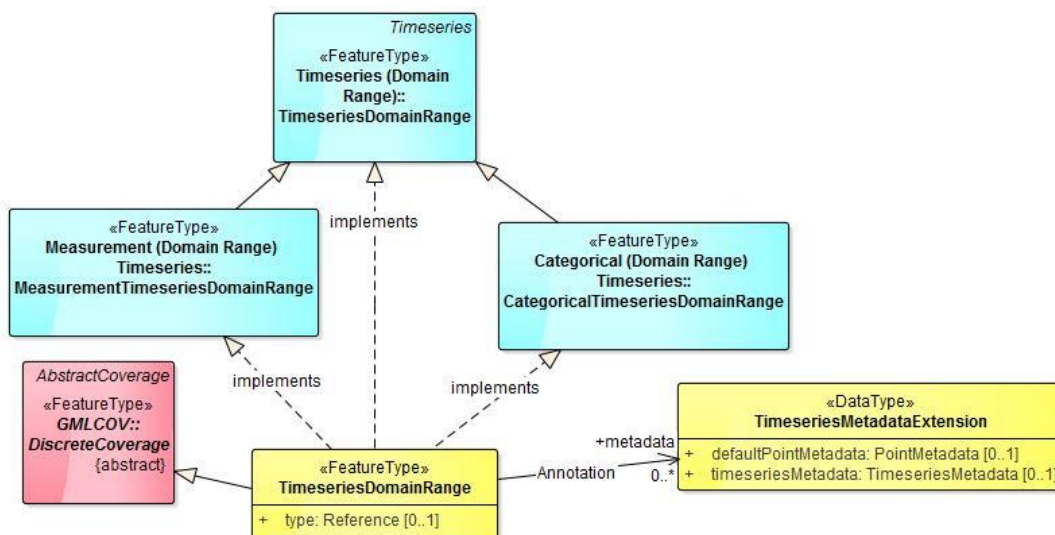 Timeseries
«FeatureType»
Timeseries (Domain
Range)::
TimeseriesDomainRange
implements
«FeatureType»
Measurement (Domain Range)
Timeseries::
MeasurementTimeseriesDomainRange
«FeatureType»
Categorical (Domain Range)
Timeseries::
CategoricalTimeseriesDomainRange
implements
implements
AbstractCoverage
«FeatureType»
GMLCOV::
DiscreteCoverage
{abstract}
«FeatureType»
TimeseriesDomainRange
+ type: Reference [0..1]
+metadata
Annotation
0..*
«DataType»
TimeseriesMetadataExtension
+ defaultPointMetadata: PointMetadata [0..1]
+ timeseriesMetadata: TimeseriesMetadata [0..1]